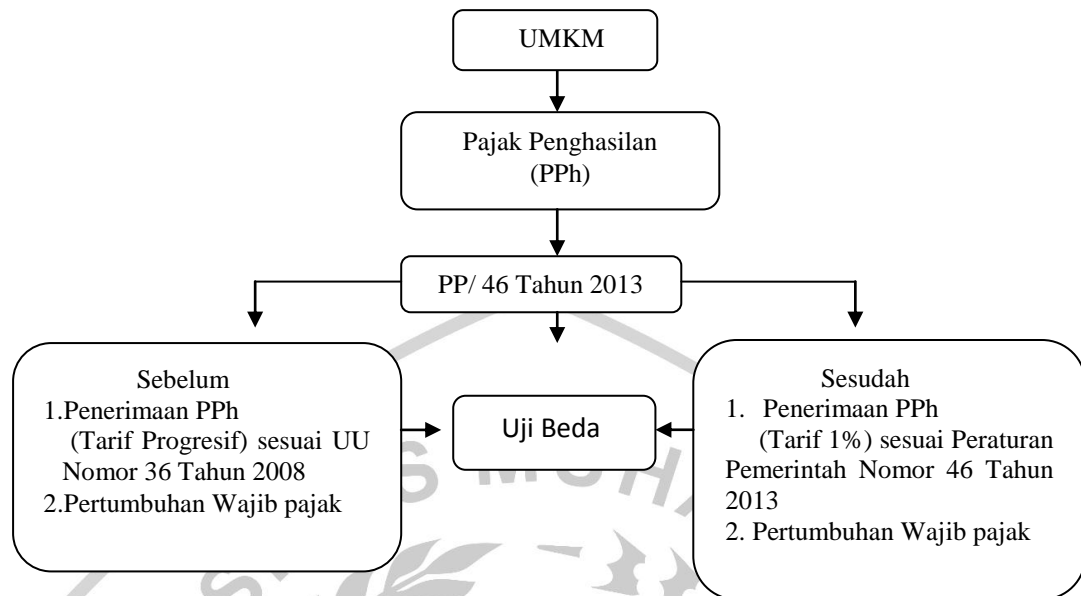 UMKM
Pajak Penghasilan
(PPh)
PP/ 46 Tahun 2013
Sebelum
1.Penerimaan PPh
(Tarif Progresif) sesuai UU
Nomor 36 Tahun 2008
2.Pertumbuhan Wajib pajak
Uji Beda
Sesudah
1. Penerimaan PPh
(Tarif 1%) sesuai Peraturan
Pemerintah Nomor 46 Tahun
2013
2. Pertumbuhan Wajib pajak